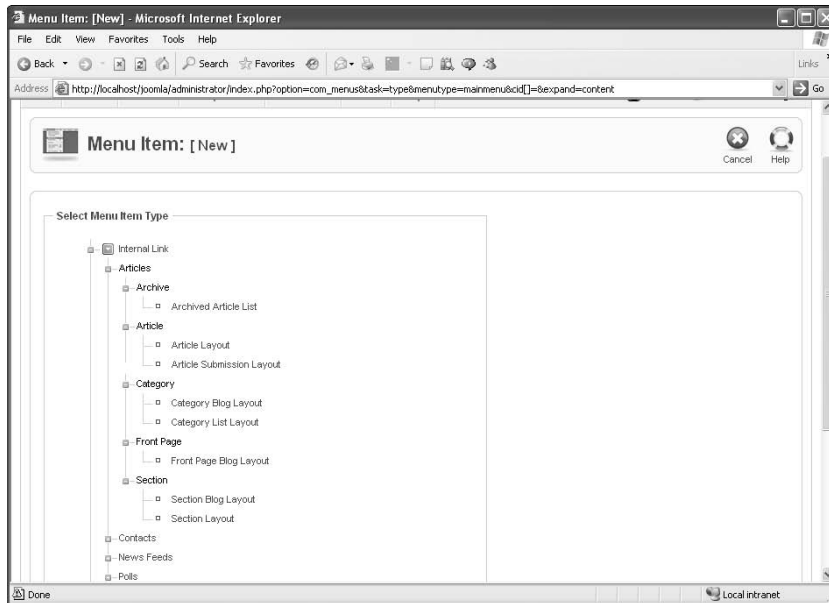 Menu Item: [New] - Microsoft Internet Explorer
File Edit View Favorites Tools Help
Back Search Favorites Links
Address http://localhost/joomla/administrator/index.php?option=com_menus&task=type&menutype=mainmenu&cid[]=&expand=content Go
Menu Item: [ New ]
Cancel Help
Select Menu Item Type
Internal Link
Articles
Archive
Archived Article List
Article
Article Layout
Article Submission Layout
Category
Category Blog Layout
Category List Layout
Front Page
Front Page Blog Layout
Section
Section Blog Layout
Section Layout
Contacts
News Feeds
Polls
Done Local intranet